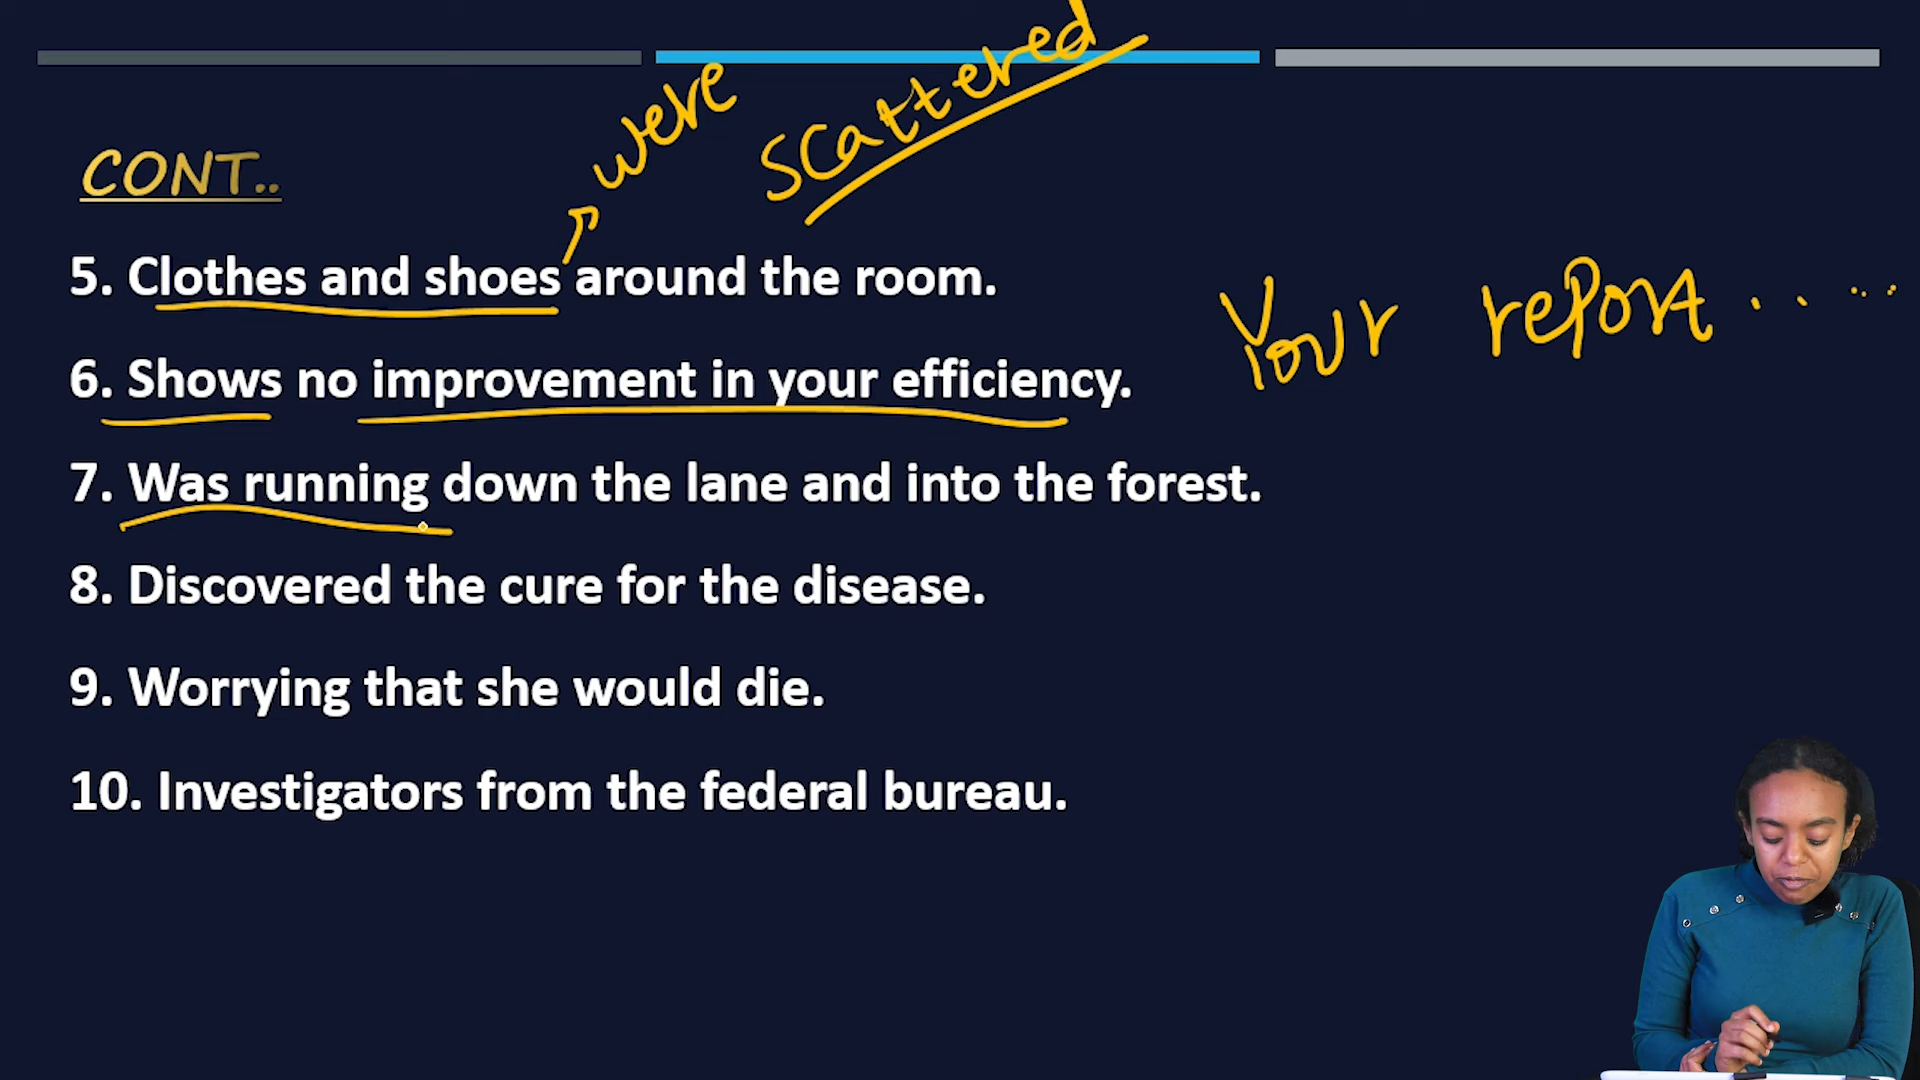 were scattered
CONT..
5. Clothes and shoes around the room.
Your report......
6. Shows no improvement in your efficiency.
7. Was running down the lane and into the forest.
8. Discovered the cure for the disease.
9. Worrying that she would die.
10. Investigators from the federal bureau.